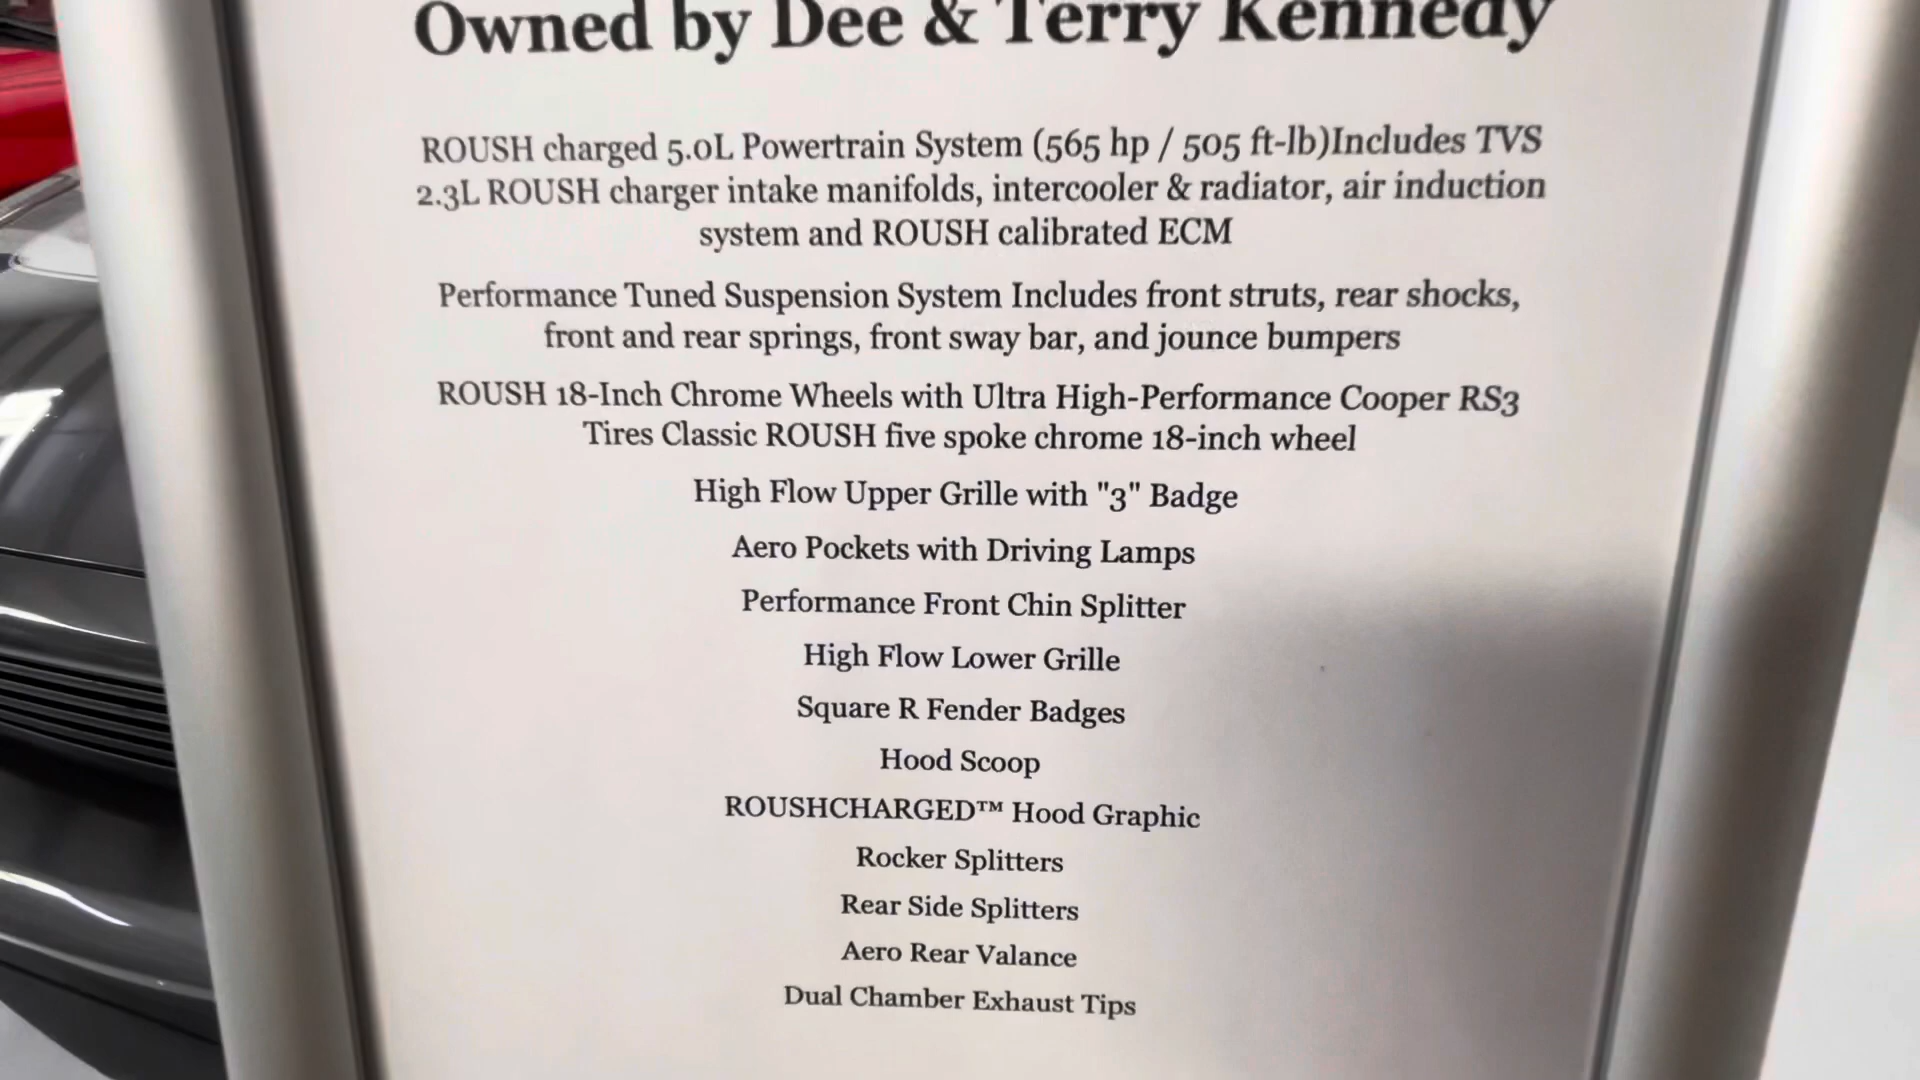 Owned by Dee & Terry Kennedy
ROUSH charged 5.0L Powertrain System (565 hp / 505 ft-lb)Includes TVS
2.3L ROUSH charger intake manifolds, intercooler & radiator, air induction
system and ROUSH calibrated ECM
Performance Tuned Suspension System Includes front struts, rear shocks,
front and rear springs, front sway bar, and jounce bumpers
ROUSH 18-Inch Chrome Wheels with Ultra High-Performance Cooper RS3
Tires Classic ROUSH five spoke chrome 18-inch wheel
High Flow Upper Grille with "3" Badge
Aero Pockets with Driving Lamps
Performance Front Chin Splitter
High Flow Lower Grille
Square R Fender Badges
Hood Scoop
ROUSHCHARGED™ Hood Graphic
Rocker Splitters
Rear Side Splitters
Aero Rear Valance
Dual Chamber Exhaust Tips